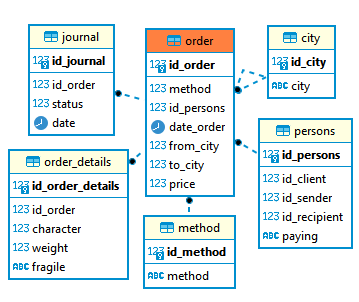 journal
123 id_journal
123 id_order
123 status
date
order
123 id_order
123 method
123 id_persons
date_order
123 from_city
123 to_city
123 price
city
123 id_city
ABC city
order_details
123 id_order_details
123 id_order
123 character
123 weight
ABC fragile
method
123 id_method
ABC method
persons
123 id_persons
123 id_client
123 id_sender
123 id_recipient
ABC paying